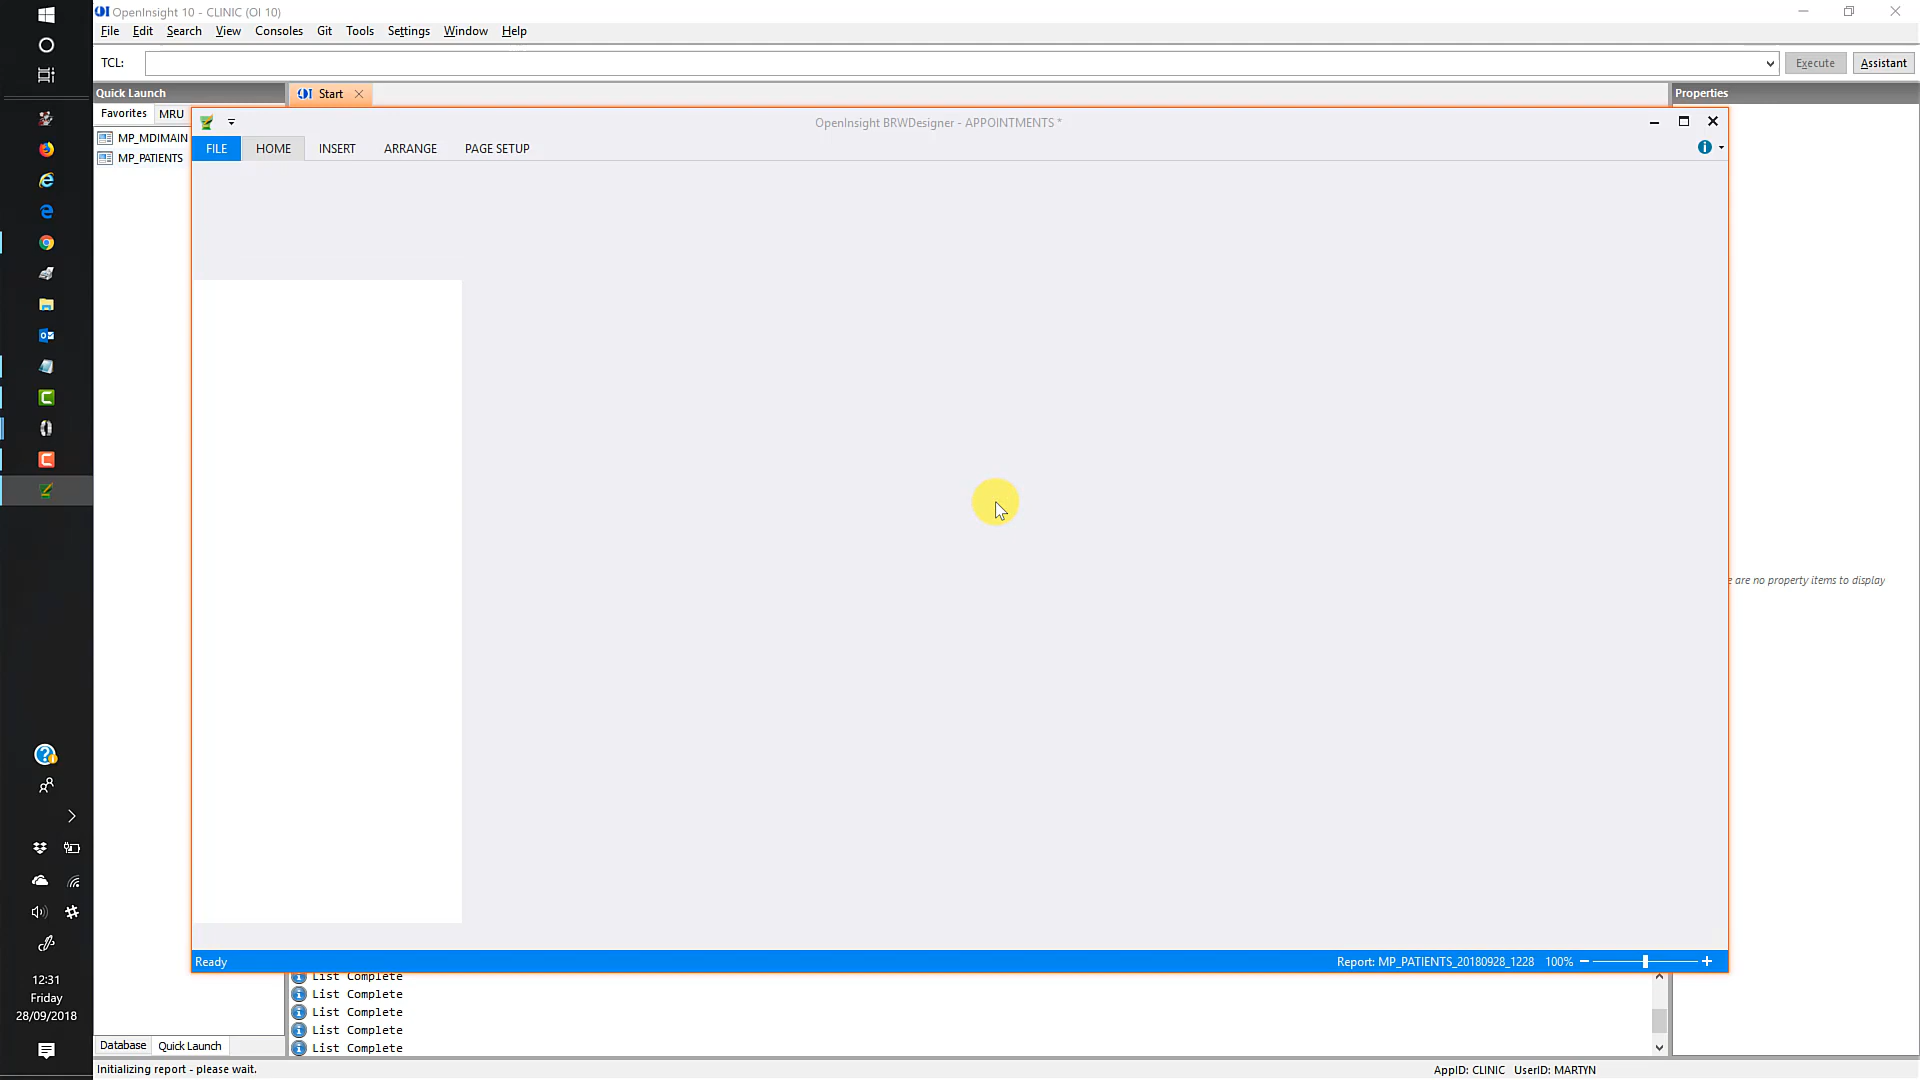 OpenInsight 10 - CLINIC (OI 10)
File Edit Search View Consoles Git Tools Settings Window Help
TCL:
Execute
Assistant
Quick Launch
Start
Properties
Favorites MRU
MP_MDIMAIN
MP_PATIENTS
OpenInsight BRWDesigner - APPOINTMENTS *
FILE HOME INSERT ARRANGE PAGE SETUP
are no property items to display
Ready
Report: MP_PATIENTS_20180928_1228 100%
List Complete
List Complete
List Complete
List Complete
List Complete
12:31
Friday
28/09/2018
Database Quick Launch
Initializing report - please wait.
AppID: CLINIC UserID: MARTYN